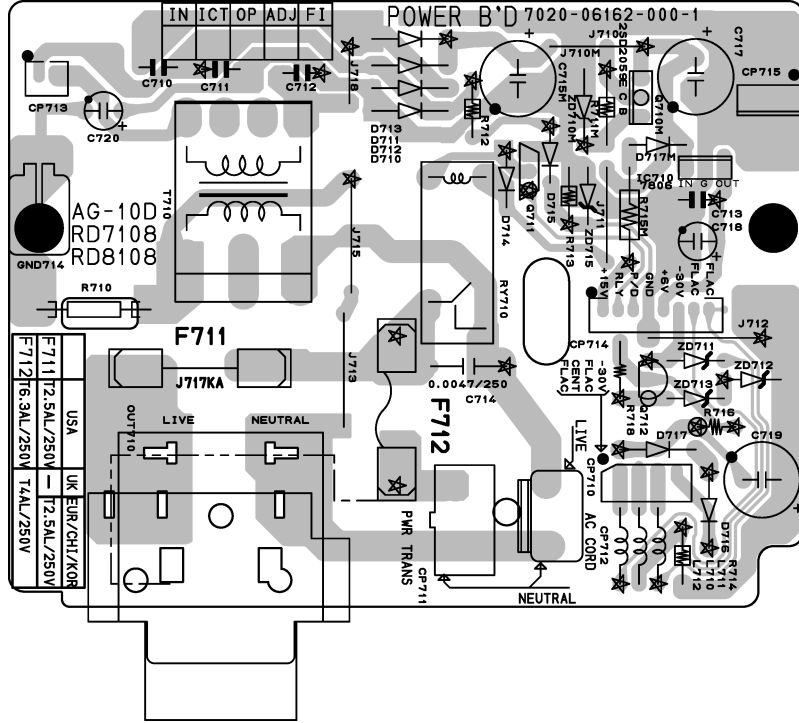 IN ICT OP ADJ FI
POWER B'D 7020-06162-000-1
CP713
C710
C711
C712
C720
J718
D713
D711
D712
D710
R712
C715M
J710M
ZD710M
J710
R711M
2SD2059
E C B
Q710M
C717
CP715
D717M
IC710
7806
IN G OUT
C713
C718
T710
AG-10D
RD7108
RD8108
GND714
J715
D714
Q711
D715
R713
J711
ZD715
R715M
R710
RY710
+15V
RLY
P/D
GND
+6V
-30V
FLAC
FLAC
F711
J717KA
J713
0.0047/250
C714
CP714
-30V
FLAC
CENT
FLAC
J712
ZD711
ZD712
ZD713
R718
Q712
R716
D717
C719
F711 T2.5AL/250V — T2.5AL/250V
F712 T6.3AL/250V T4AL/250V
USA UK EUR/CHI/KOR
OUT710
LIVE
NEUTRAL
F712
LIVE
CP710
AC CORD
CP712
PWR TRANS
CP711
NEUTRAL
D716
L712
L710
L711
R714